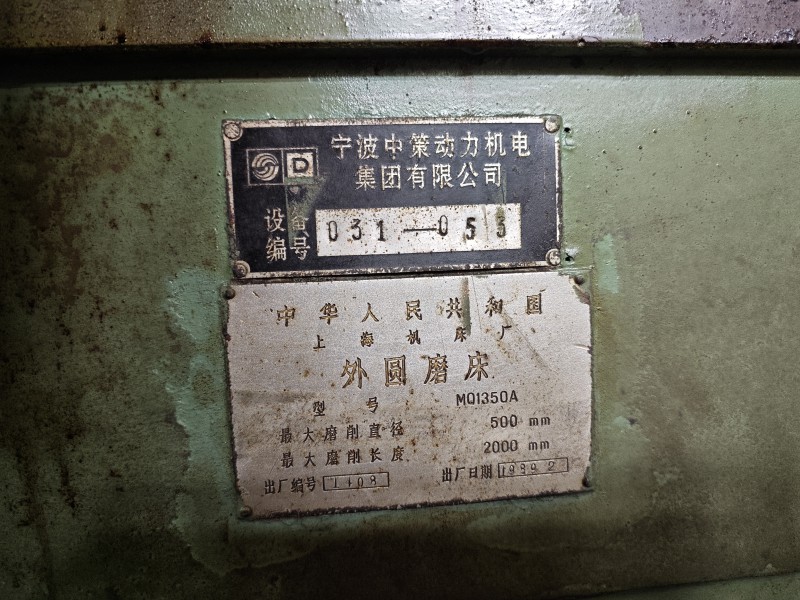 D
宁波中策动力机电
集团有限公司
设备
编号 031-053
中华人民共和国
上海机床厂
外圆磨床
型号 MQ1350A
最大磨削直径 500 mm
最大磨削长度 2000 mm
出厂编号 1408 出厂日期 1989 2